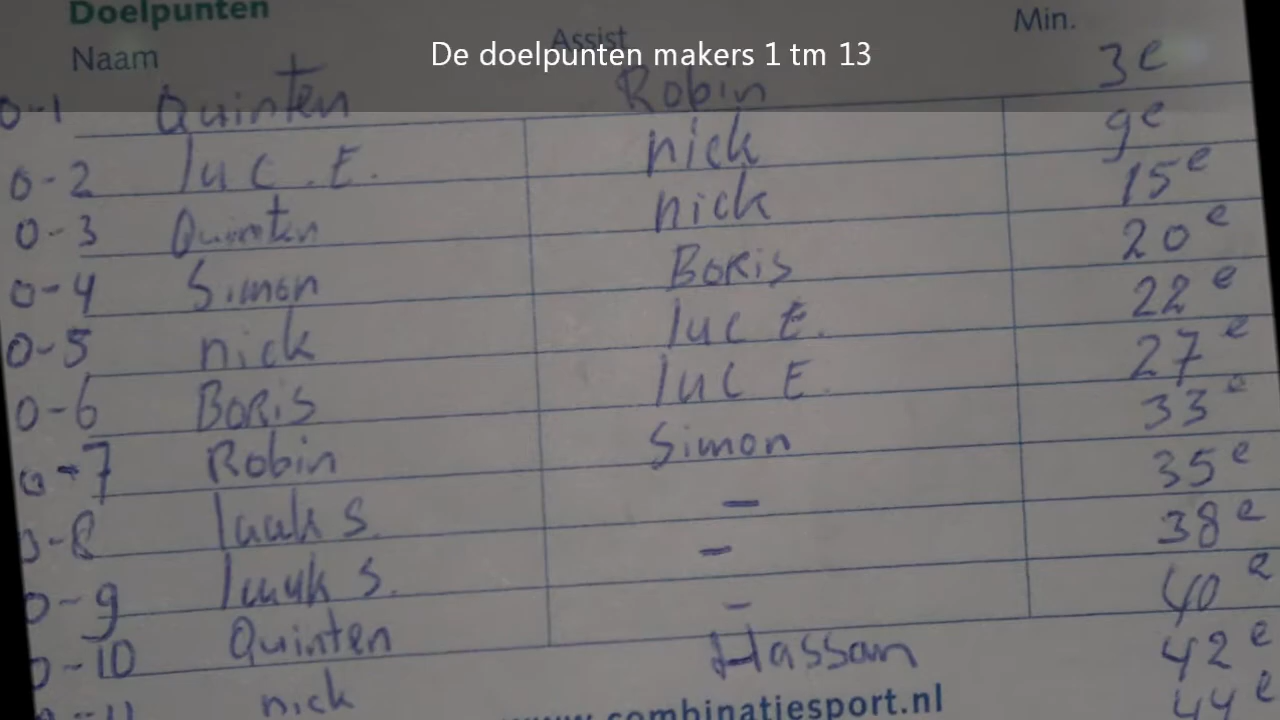 Doelpunten
De doelpunten makers 1 tm 13
Naam Assist Min.
0-1 Quinten Robin 3e
0-2 luc. E. nick 9e
0-3 Quinten nick 15e
0-4 Simon BoRis 20e
0-5 nick luc E. 22e
0-6 BoRis luc E. 27e
0-7 Robin Simon 33e
0-8 luuk S. - 35e
0-9 luuk S. - 38e
0-10 Quinten - 40e
0-11 nick Hassan 42e
44e
www.combinatiesport.nl